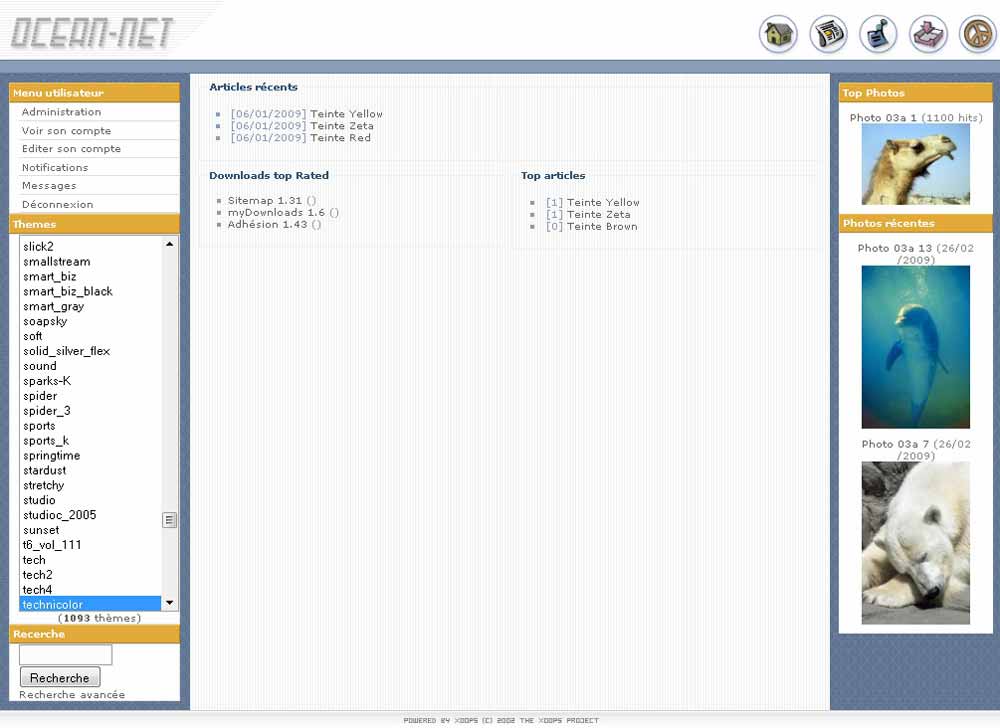 OCEAN-NET
Menu utilisateur
Administration
Voir son compte
Editer son compte
Notifications
Messages
Déconnexion
Themes
slick2
smallstream
smart_biz
smart_biz_black
smart_gray
soapsky
soft
solid_silver_flex
sound
sparks-K
spider
spider_3
sports
sports_k
springtime
stardust
stretchy
studio
studioc_2005
sunset
t6_vol_111
tech
tech2
tech4
technicolor
(1093 thèmes)
Recerche
Recherche
Recherche avancée
Articles récents
[06/01/2009] Teinte Yellow
[06/01/2009] Teinte Zeta
[06/01/2009] Teinte Red
Downloads top Rated
Sitemap 1.31 ()
myDownloads 1.6 ()
Adhésion 1.43 ()
Top articles
[1] Teinte Yellow
[1] Teinte Zeta
[0] Teinte Brown
Top Photos
Photo 03a 1 (1100 hits)
Photos récentes
Photo 03a 13 (26/02
/2009)
Photo 03a 7 (26/02
/2009)
POWERED BY XOOPS (C) 2002 THE XOOPS PROJECT